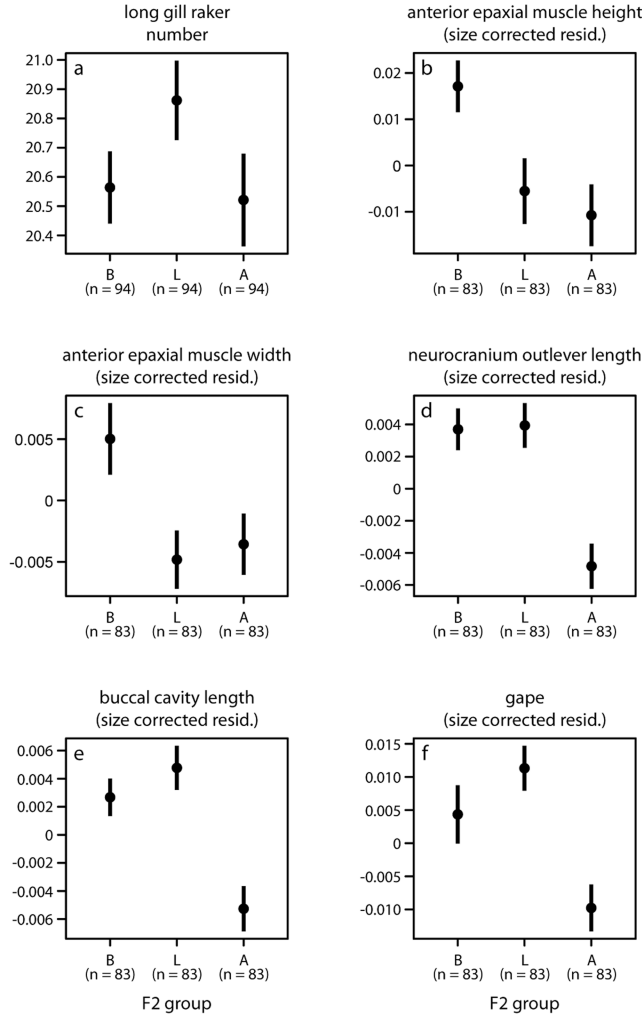 long gill raker
number
a
21.0
20.9
20.8
20.7
20.6
20.5
20.4
B L A
(n = 94) (n = 94) (n = 94)
anterior epaxial muscle height
(size corrected resid.)
b
0.02
0.01
0
-0.01
B L A
(n = 83) (n = 83) (n = 83)
anterior epaxial muscle width
(size corrected resid.)
c
0.005
0
-0.005
B L A
(n = 83) (n = 83) (n = 83)
neurocranium outlever length
(size corrected resid.)
d
0.004
0.002
0
-0.002
-0.004
-0.006
B L A
(n = 83) (n = 83) (n = 83)
buccal cavity length
(size corrected resid.)
e
0.006
0.004
0.002
0
-0.002
-0.004
-0.006
B L A
(n = 83) (n = 83) (n = 83)
F2 group
gape
(size corrected resid.)
f
0.015
0.010
0.005
0
-0.005
-0.010
B L A
(n = 83) (n = 83) (n = 83)
F2 group